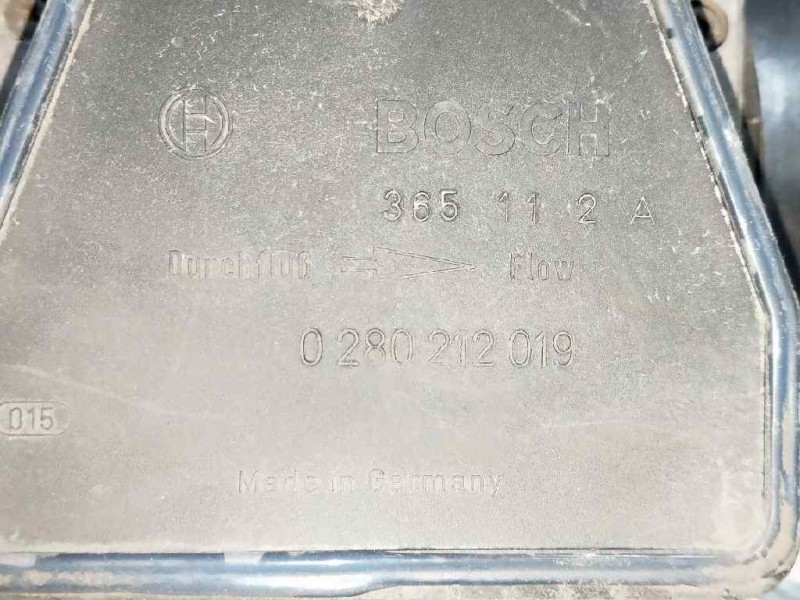 BOSCH
365 11 2 A
Durchfluß Flow
0 280 212 019
015
Made in Germany